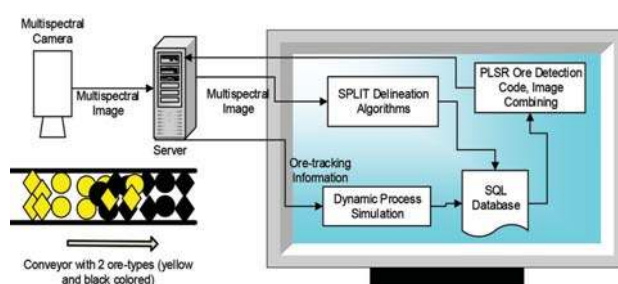 Multispectral
Camera
Multispectral
Image
Server
Multispectral
Image
SPLIT Delineation
Algorithms
PLSR Ore Detection
Code, Image
Combining
Ore-tracking
Information
Dynamic Process
Simulation
SQL
Database
Conveyor with 2 ore-types (yellow
and black colored)